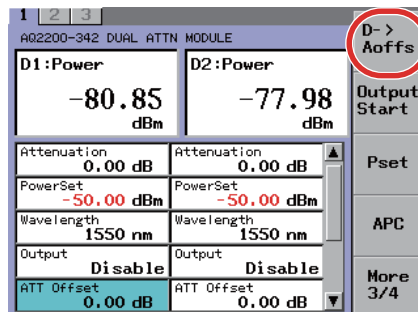 1 2 3
AQ2200-342 DUAL ATTN MODULE
D1:Power
-80.85
dBm
D2:Power
-77.98
dBm
Attenuation
0.00 dB
Attenuation
0.00 dB
PowerSet
-50.00 dBm
PowerSet
-50.00 dBm
Wavelength
1550 nm
Wavelength
1550 nm
Output
Disable
Output
Disable
ATT Offset
0.00 dB
ATT Offset
0.00 dB
D->
Aoffs
Output
Start
Pset
APC
More
3/4